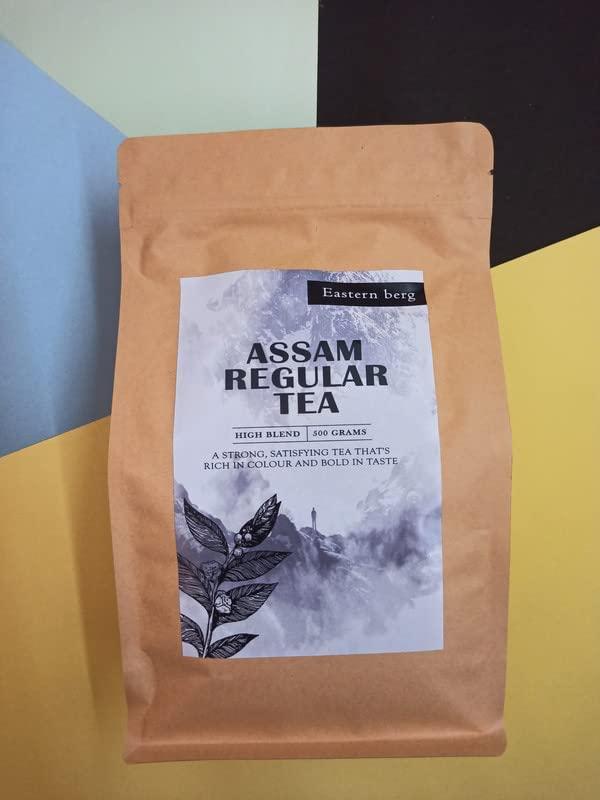 Eastern berg
ASSAM
REGULAR
TEA
HIGH BLEND | 500 GRAMS
A STRONG, SATISFYING TEA THAT'S
RICH IN COLOUR AND BOLD IN TASTE